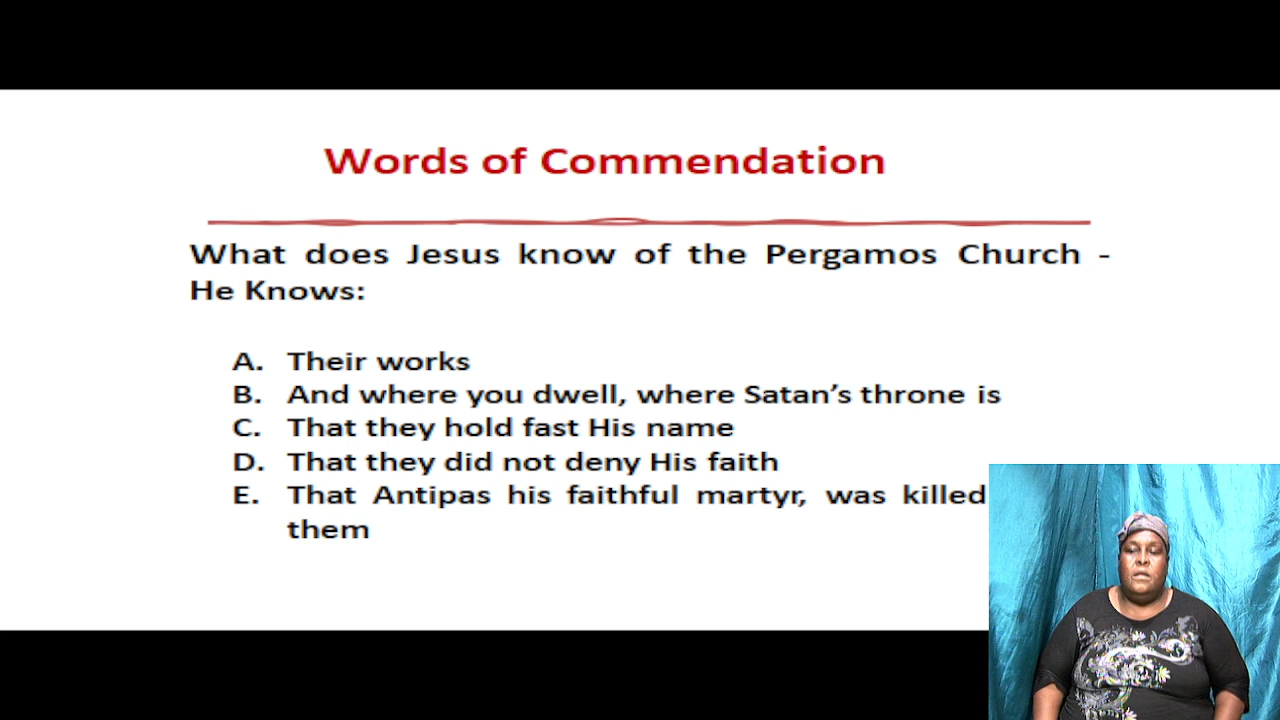 Words of Commendation
What does Jesus know of the Pergamos Church -
He Knows:
A. Their works
B. And where you dwell, where Satan’s throne is
C. That they hold fast His name
D. That they did not deny His faith
E. That Antipas his faithful martyr, was killed
them